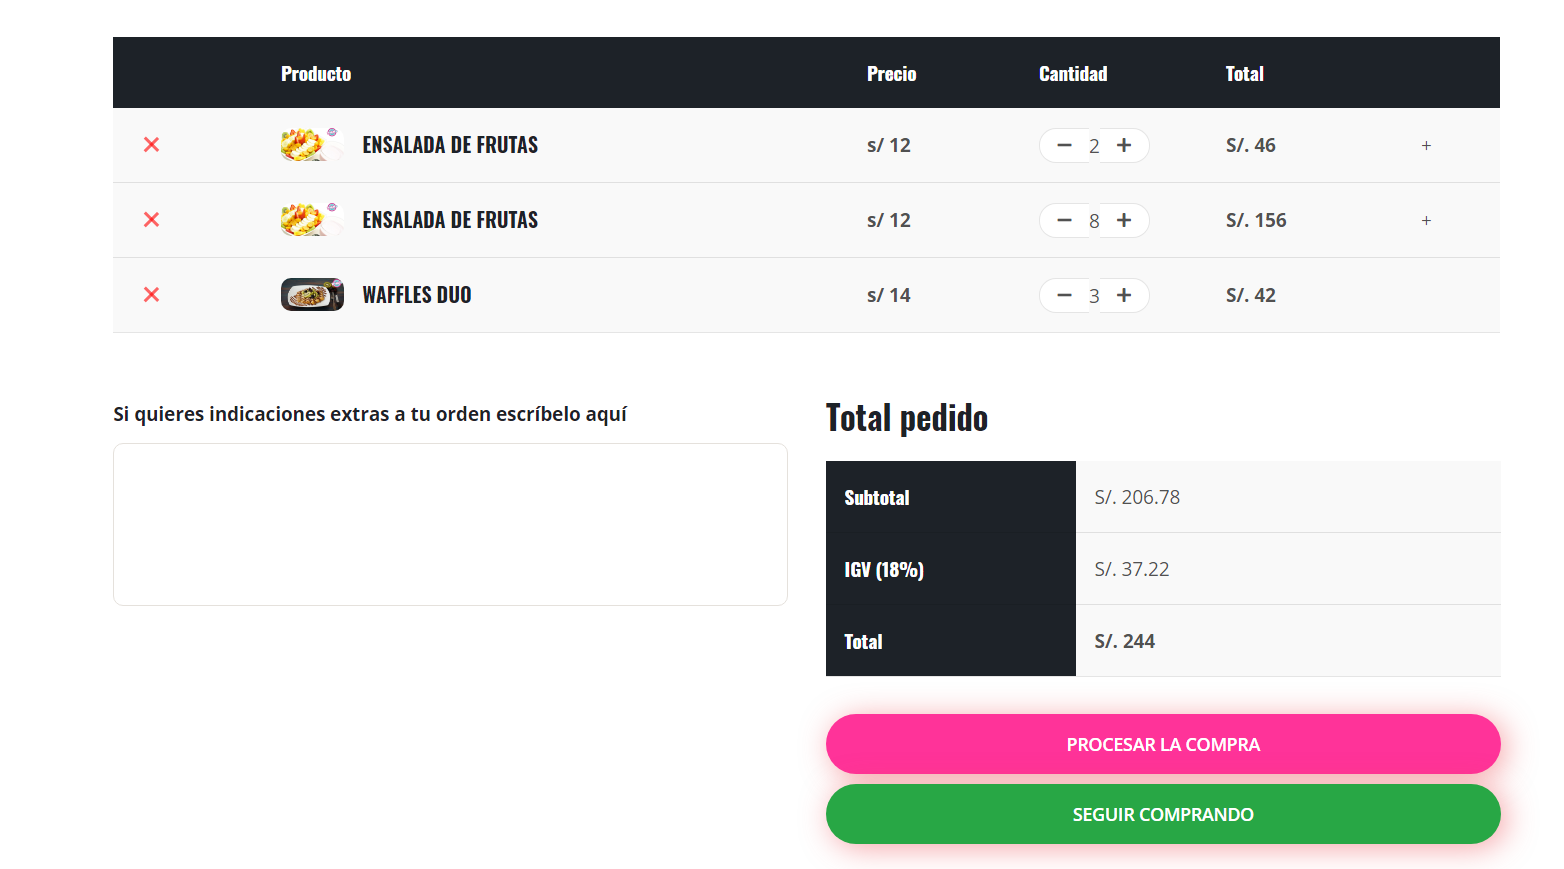 Producto Precio Cantidad Total
ENSALADA DE FRUTAS s/ 12 − 2 + S/. 46 +
ENSALADA DE FRUTAS s/ 12 − 8 + S/. 156 +
WAFFLES DUO s/ 14 − 3 + S/. 42
Si quieres indicaciones extras a tu orden escríbelo aquí
Total pedido
Subtotal S/. 206.78
IGV (18%) S/. 37.22
Total S/. 244
PROCESAR LA COMPRA
SEGUIR COMPRANDO